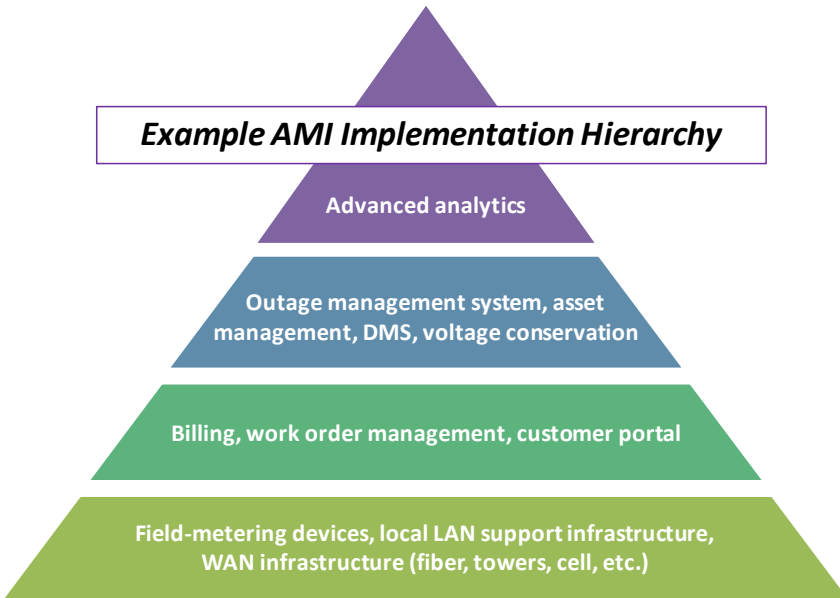 Example AMI Implementation Hierarchy
Advanced analytics
Outage management system, asset
management, DMS, voltage conservation
Billing, work order management, customer portal
Field-metering devices, local LAN support infrastructure,
WAN infrastructure (fiber, towers, cell, etc.)